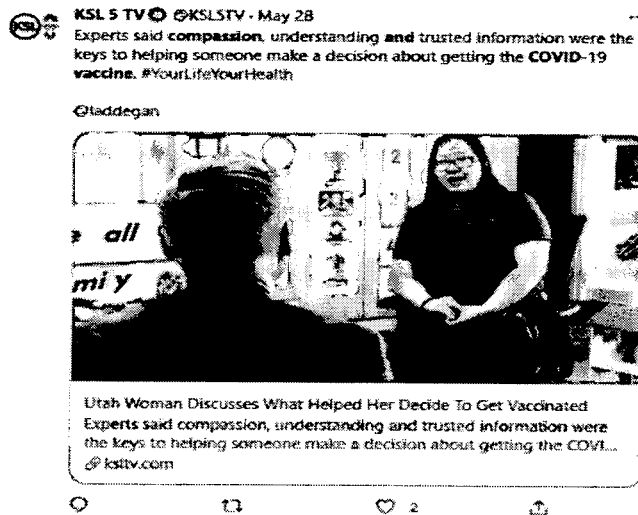 KSL
KSL 5 TV @KSL5TV · May 28
Experts said compassion, understanding and trusted information were the
keys to helping someone make a decision about getting the COVID-19
vaccine. #YourLifeYourHealth
@laddegan
all
2
Utah Woman Discusses What Helped Her Decide To Get Vaccinated
Experts said compassion, understanding and trusted information were
the keys to helping someone make a decision about getting the COVI...
ksltv.com
2